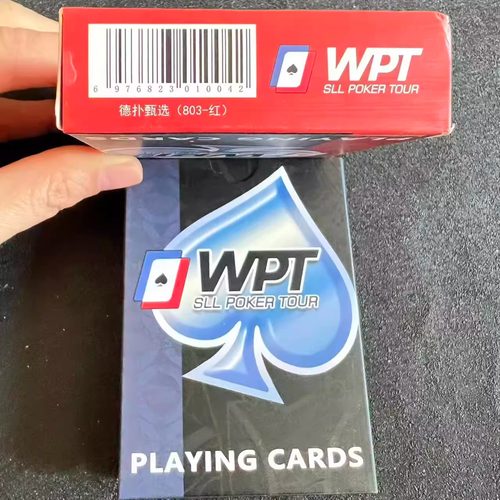 6 976823 010042
德扑甄选（803-红）
WPT
SLL POKER TOUR
WPT
SLL POKER TOUR
PLAYING CARDS